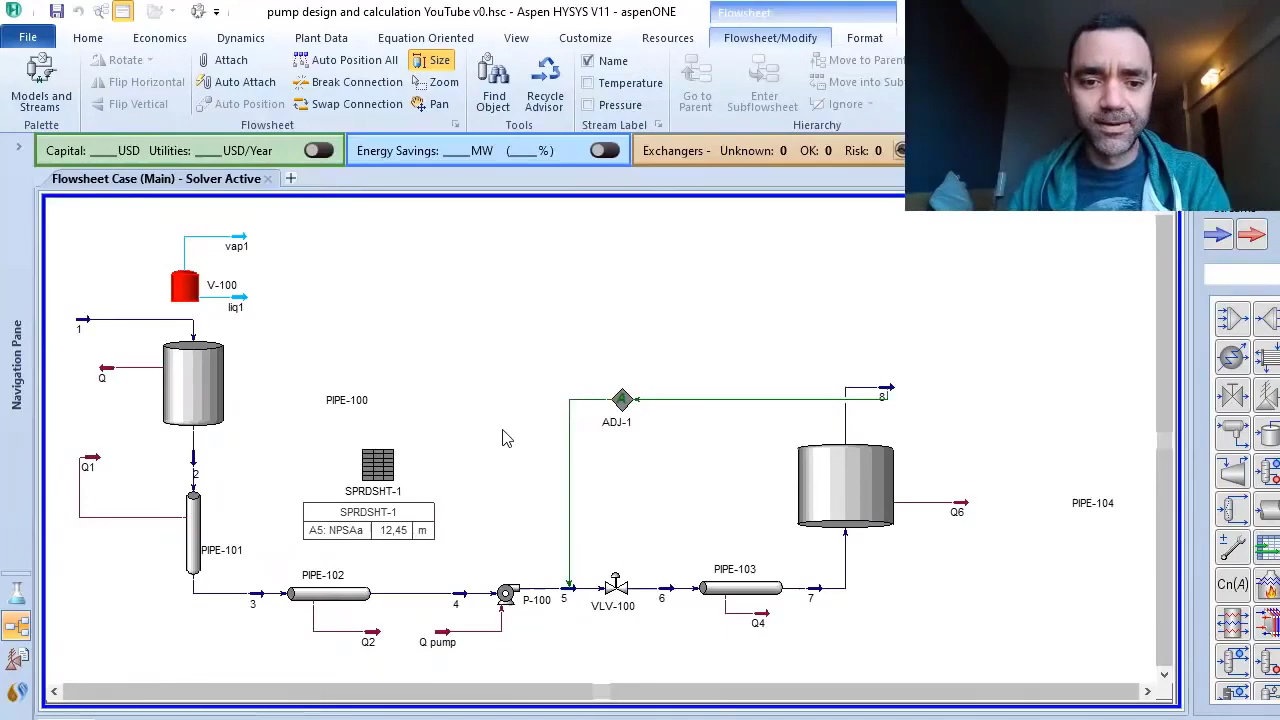 pump design and calculation YouTube v0.hsc - Aspen HYSYS V11 - aspenONE
Flowsheet:
File
Home
Economics
Dynamics
Plant Data
Equation Oriented
View
Customize
Resources
Flowsheet/Modify
Format
Models and Streams
Palette
Rotate
Flip Horizontal
Flip Vertical
Attach
Auto Attach
Auto Position
Auto Position All
Break Connection
Swap Connection
Size
Zoom
Pan
Flowsheet
Find Object
Recycle Advisor
Tools
Name
Temperature
Pressure
Stream Label
Go to Parent
Enter Subflowsheet
Move to Paren
Move into Sub
Ignore
Hierarchy
Capital: ____USD Utilities: ____USD/Year
Energy Savings: ____MW (____%)
Exchangers - Unknown: 0 OK: 0 Risk: 0
Flowsheet Case (Main) - Solver Active
Navigation Pane
vap1
V-100
liq1
1
Q
PIPE-100
8
ADJ-1
Q1
2
SPRDSHT-1
SPRDSHT-1
A5: NPSAa 12,45 m
PIPE-101
Q6
PIPE-104
PIPE-102
PIPE-103
3
4
P-100
5
VLV-100
6
7
Q2
Q pump
Q4
Cn(A)